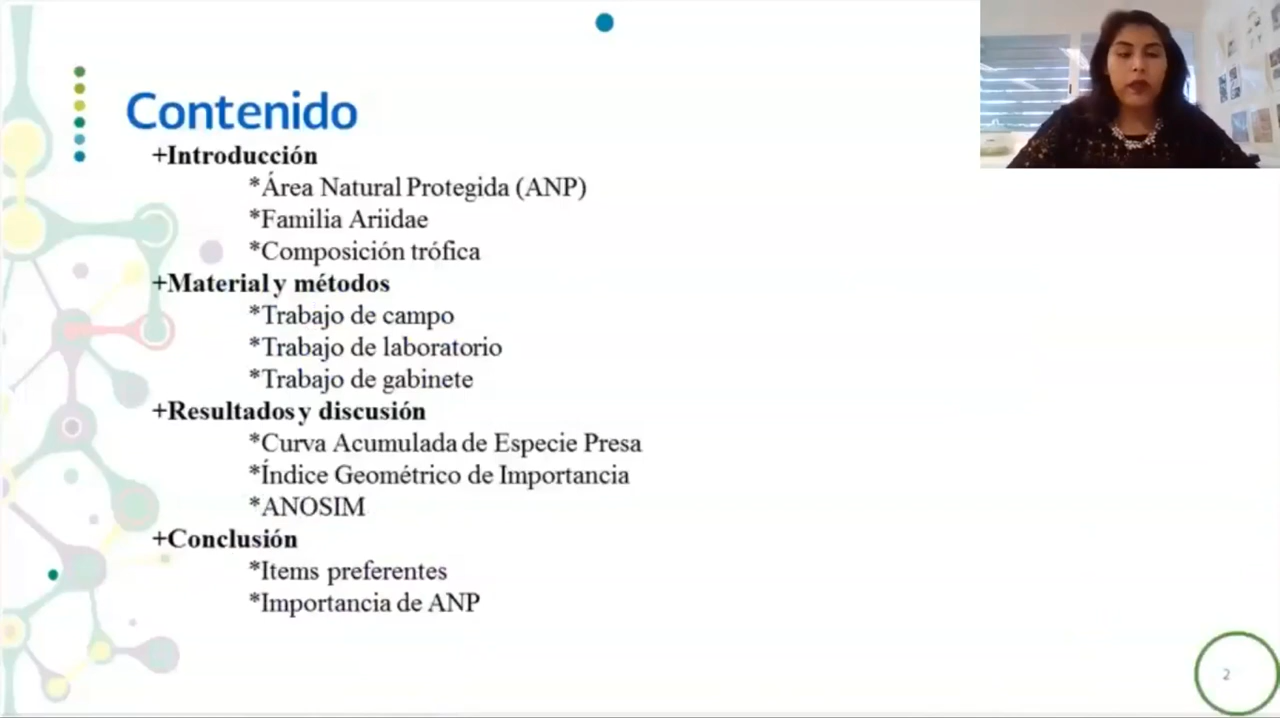 Contenido
+Introducción
*Área Natural Protegida (ANP)
*Familia Ariidae
*Composición trófica
+Material y métodos
*Trabajo de campo
*Trabajo de laboratorio
*Trabajo de gabinete
+Resultados y discusión
*Curva Acumulada de Especie Presa
*Índice Geométrico de Importancia
*ANOSIM
+Conclusión
*Items preferentes
*Importancia de ANP
2